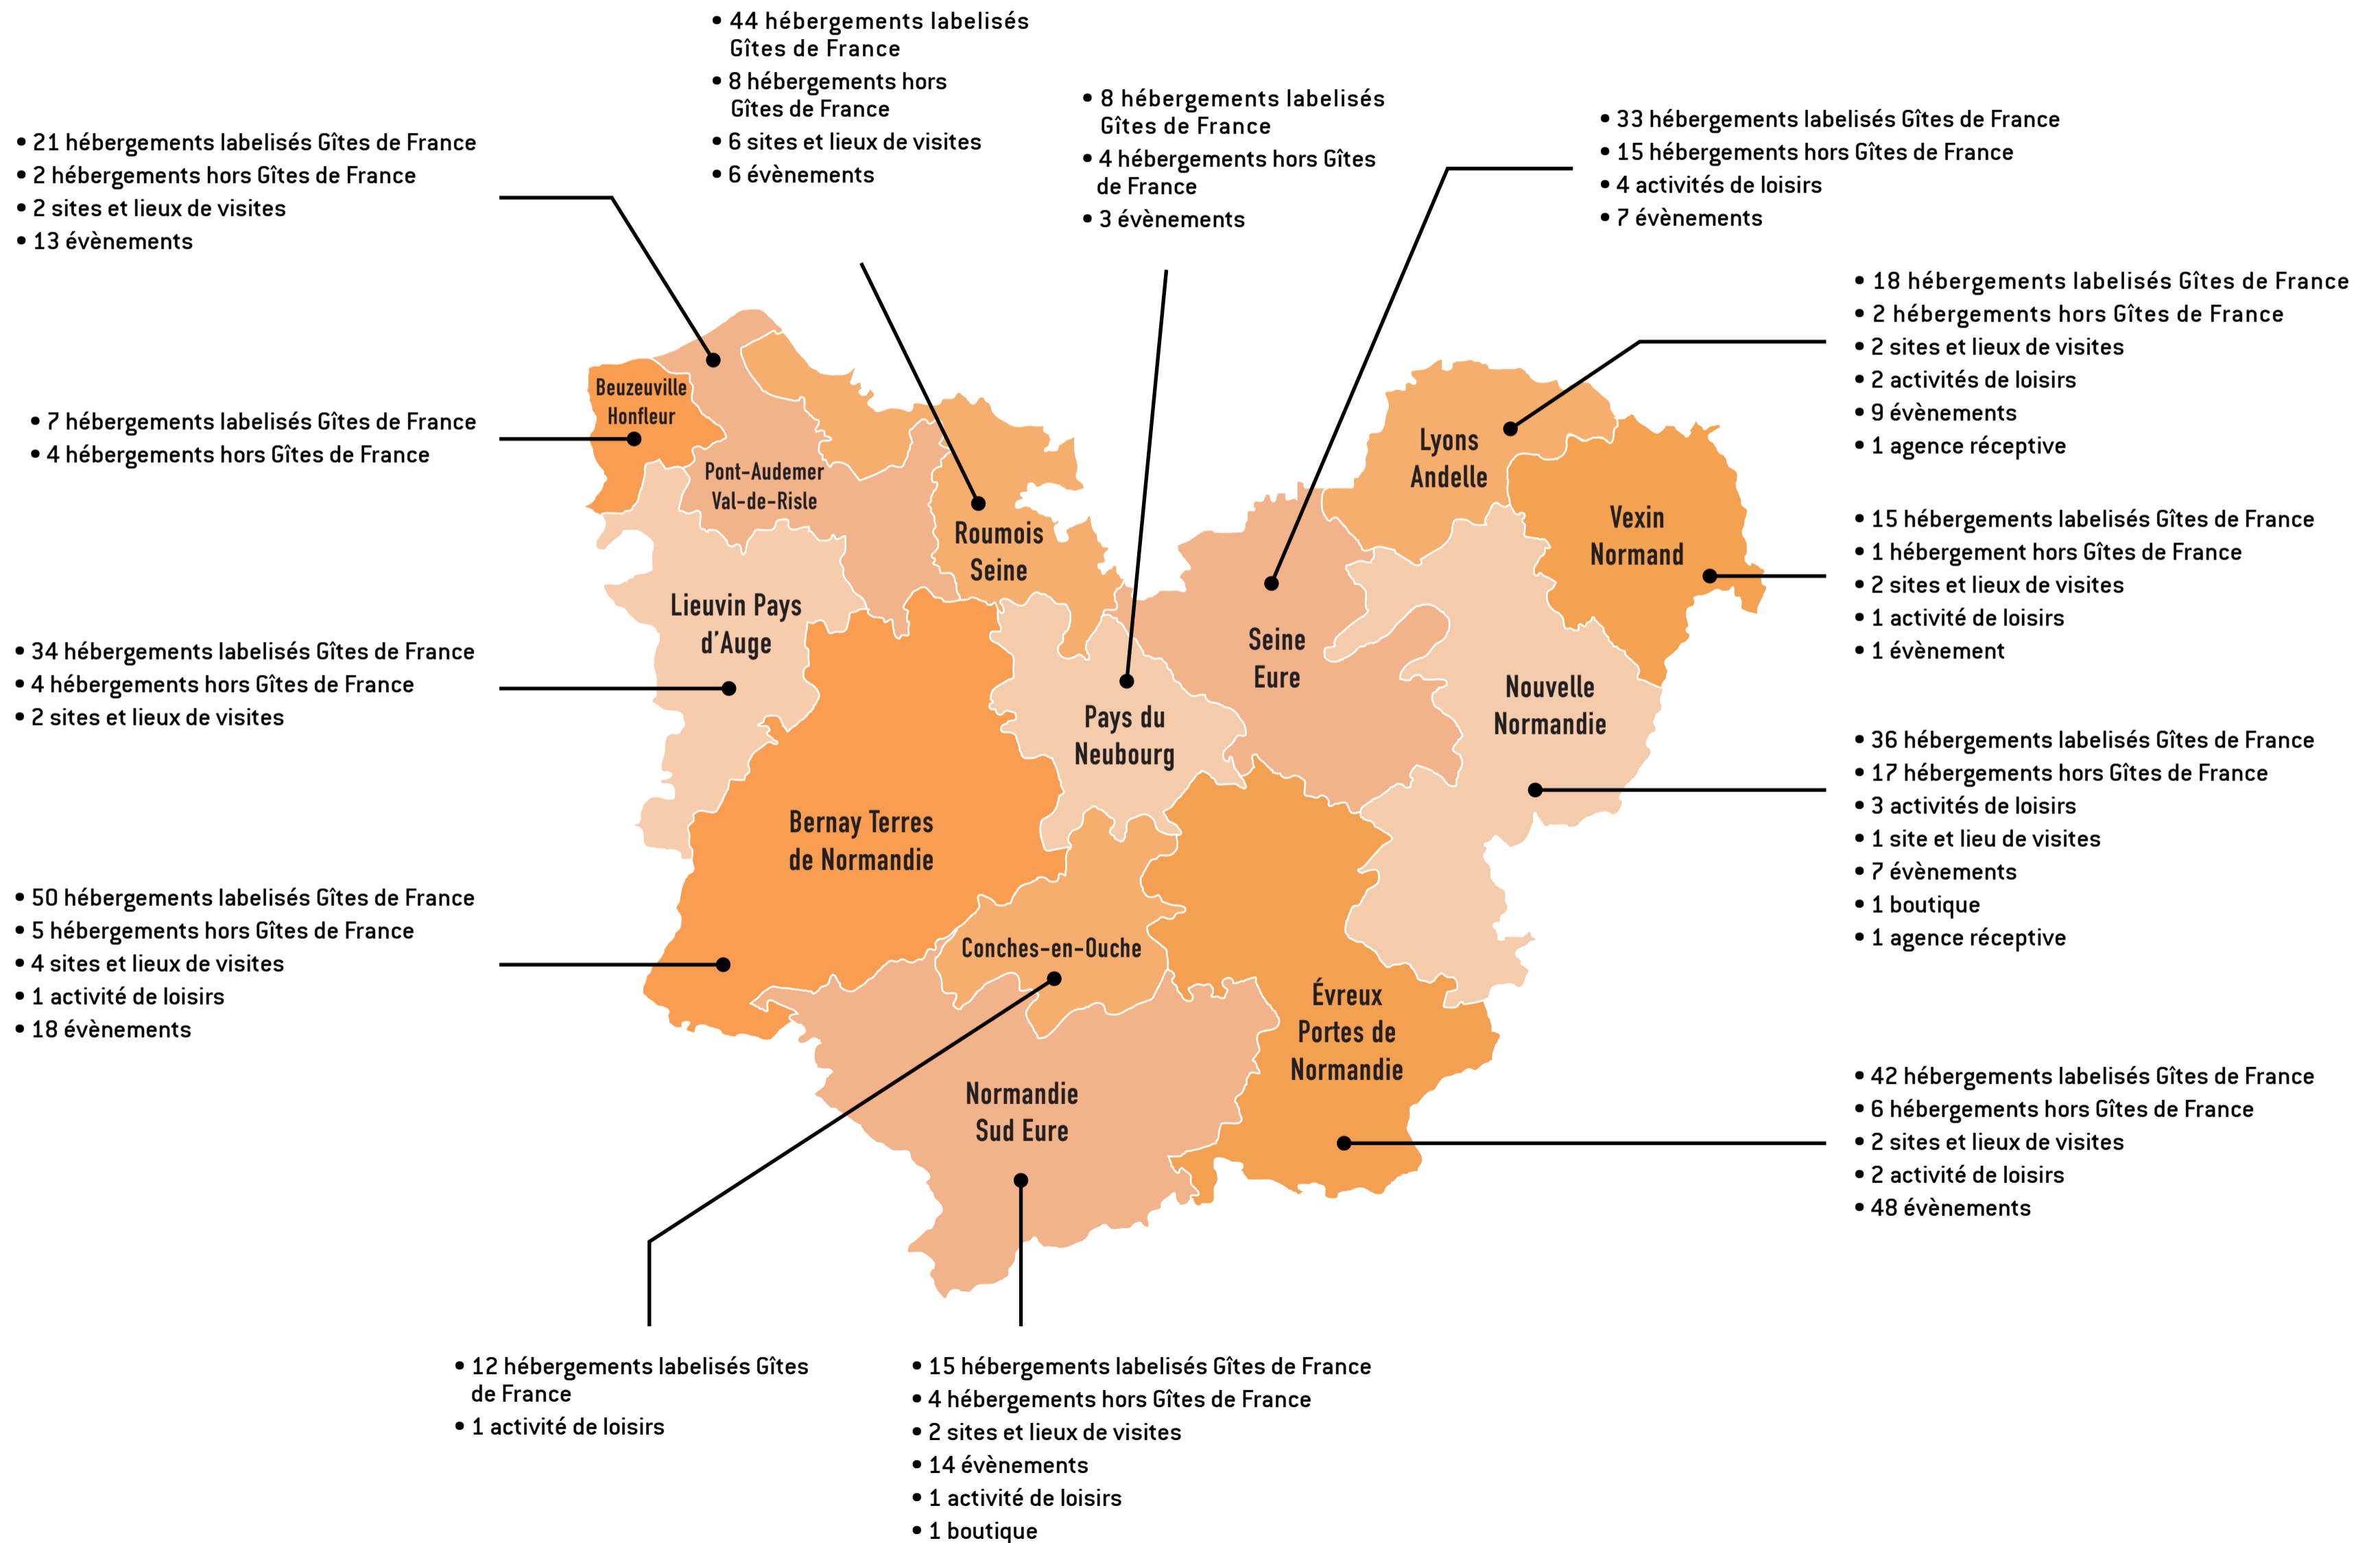 • 44 hébergements labelisés
Gîtes de France
• 8 hébergements hors
Gîtes de France
• 6 sites et lieux de visites
• 6 évènements
• 8 hébergements labelisés
Gîtes de France
• 4 hébergements hors Gîtes
de France
• 3 évènements
• 33 hébergements labelisés Gîtes de France
• 15 hébergements hors Gîtes de France
• 4 activités de loisirs
• 7 évènements
• 21 hébergements labelisés Gîtes de France
• 2 hébergements hors Gîtes de France
• 2 sites et lieux de visites
• 13 évènements
• 18 hébergements labelisés Gîtes de France
• 2 hébergements hors Gîtes de France
• 2 sites et lieux de visites
• 2 activités de loisirs
• 9 évènements
• 1 agence réceptive
• 7 hébergements labelisés Gîtes de France
• 4 hébergements hors Gîtes de France
Beuzeuville
Honfleur
Pont-Audemer
Val-de-Risle
Roumois
Seine
Lyons
Andelle
Vexin
Normand
• 15 hébergements labelisés Gîtes de France
• 1 hébergement hors Gîtes de France
• 2 sites et lieux de visites
• 1 activité de loisirs
• 1 évènement
• 34 hébergements labelisés Gîtes de France
• 4 hébergements hors Gîtes de France
• 2 sites et lieux de visites
Lieuvin Pays
d'Auge
Seine
Eure
Pays du
Neubourg
Nouvelle
Normandie
• 36 hébergements labelisés Gîtes de France
• 17 hébergements hors Gîtes de France
• 3 activités de loisirs
• 1 site et lieu de visites
• 7 évènements
• 1 boutique
• 1 agence réceptive
• 50 hébergements labelisés Gîtes de France
• 5 hébergements hors Gîtes de France
• 4 sites et lieux de visites
• 1 activité de loisirs
• 18 évènements
Bernay Terres
de Normandie
Conches-en-Ouche
Évreux
Portes de
Normandie
Normandie
Sud Eure
• 42 hébergements labelisés Gîtes de France
• 6 hébergements hors Gîtes de France
• 2 sites et lieux de visites
• 2 activité de loisirs
• 48 évènements
• 12 hébergements labelisés Gîtes
de France
• 1 activité de loisirs
• 15 hébergements labelisés Gîtes de France
• 4 hébergements hors Gîtes de France
• 2 sites et lieux de visites
• 14 évènements
• 1 activité de loisirs
• 1 boutique